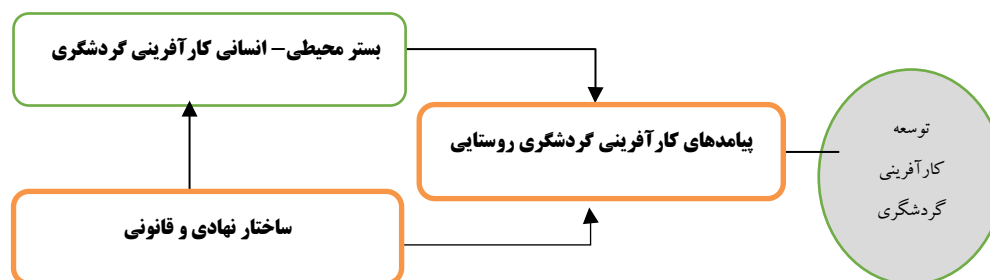 بستر محیطی– انسانی کارآفرینی گردشگری
پیامدهای کارآفرینی گردشگری روستایی
ساختار نهادی و قانونی
توسعه
کارآفرینی
گردشگری